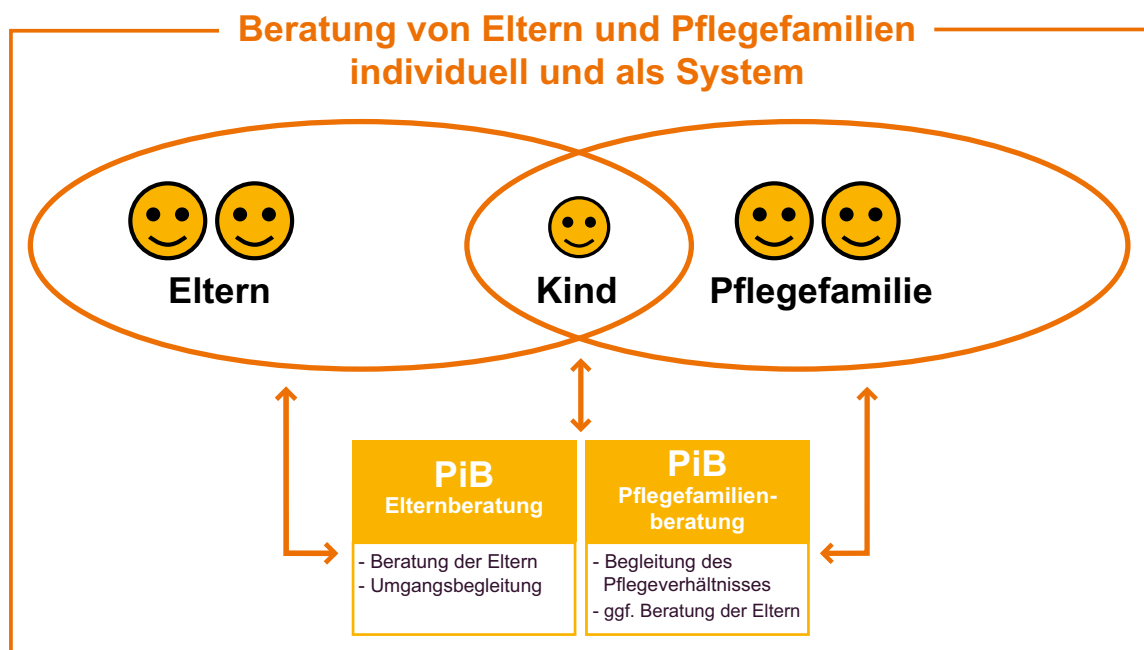 Beratung von Eltern und Pflegefamilien
individuell und als System
Eltern
Kind
Pflegefamilie
PiB
Elternberatung
- Beratung der Eltern
- Umgangsbegleitung
PiB
Pflegefamilien-
beratung
- Begleitung des
Pflegeverhältnisses
- ggf. Beratung der Eltern